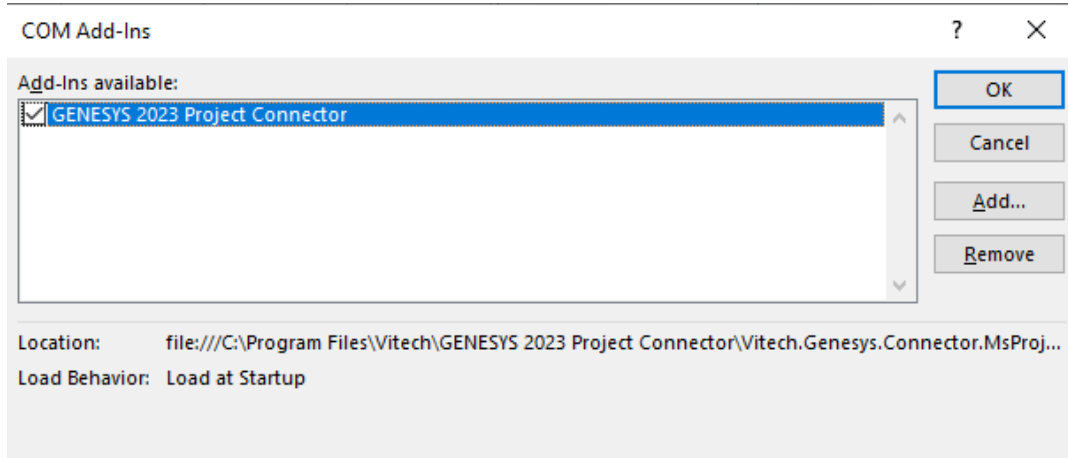 COM Add-Ins ?
Add-Ins available:
GENESYS 2023 Project Connector
OK
Cancel
Add...
Remove
Location: file:///C:\Program Files\Vitech\GENESYS 2023 Project Connector\Vitech.Genesys.Connector.MsProj...
Load Behavior: Load at Startup